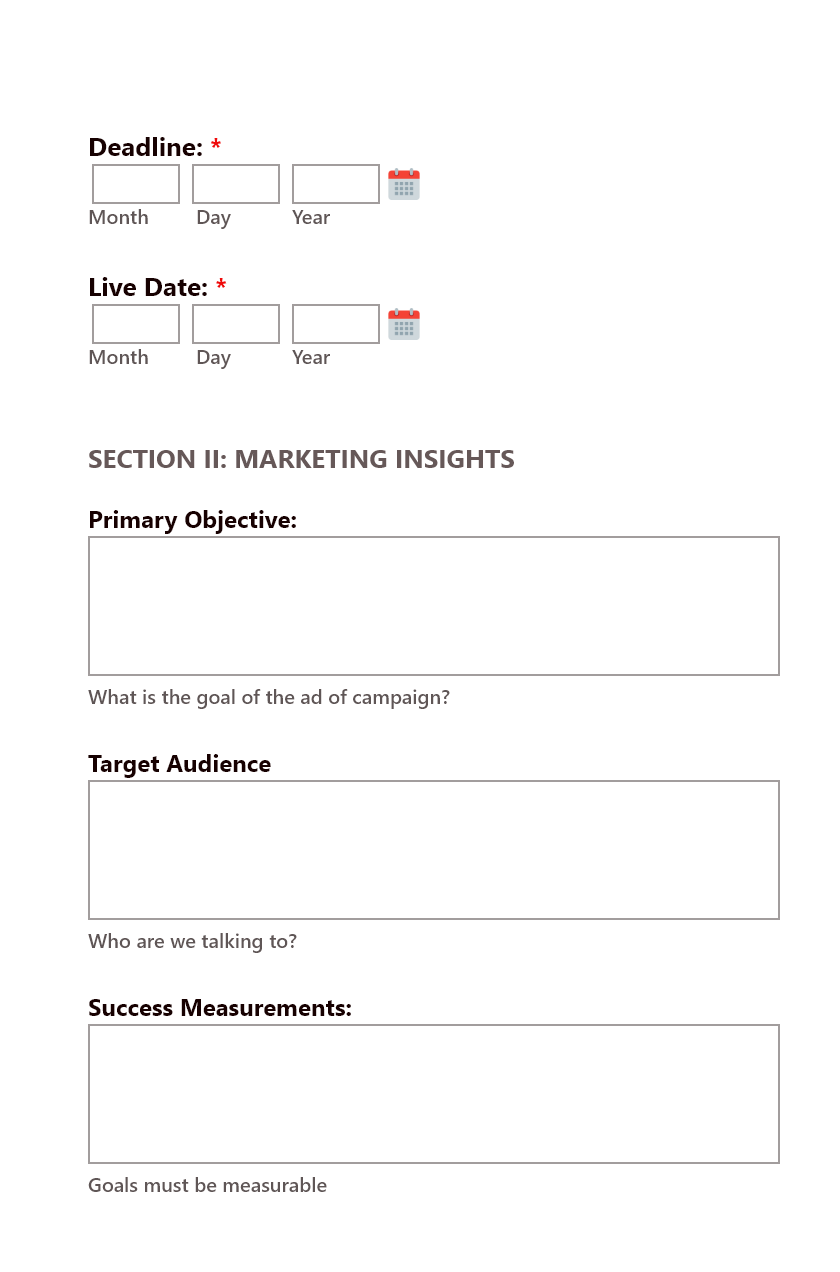 Deadline: *
Month Day Year
Live Date: *
Month Day Year
SECTION II: MARKETING INSIGHTS
Primary Objective:
What is the goal of the ad of campaign?
Target Audience
Who are we talking to?
Success Measurements:
Goals must be measurable